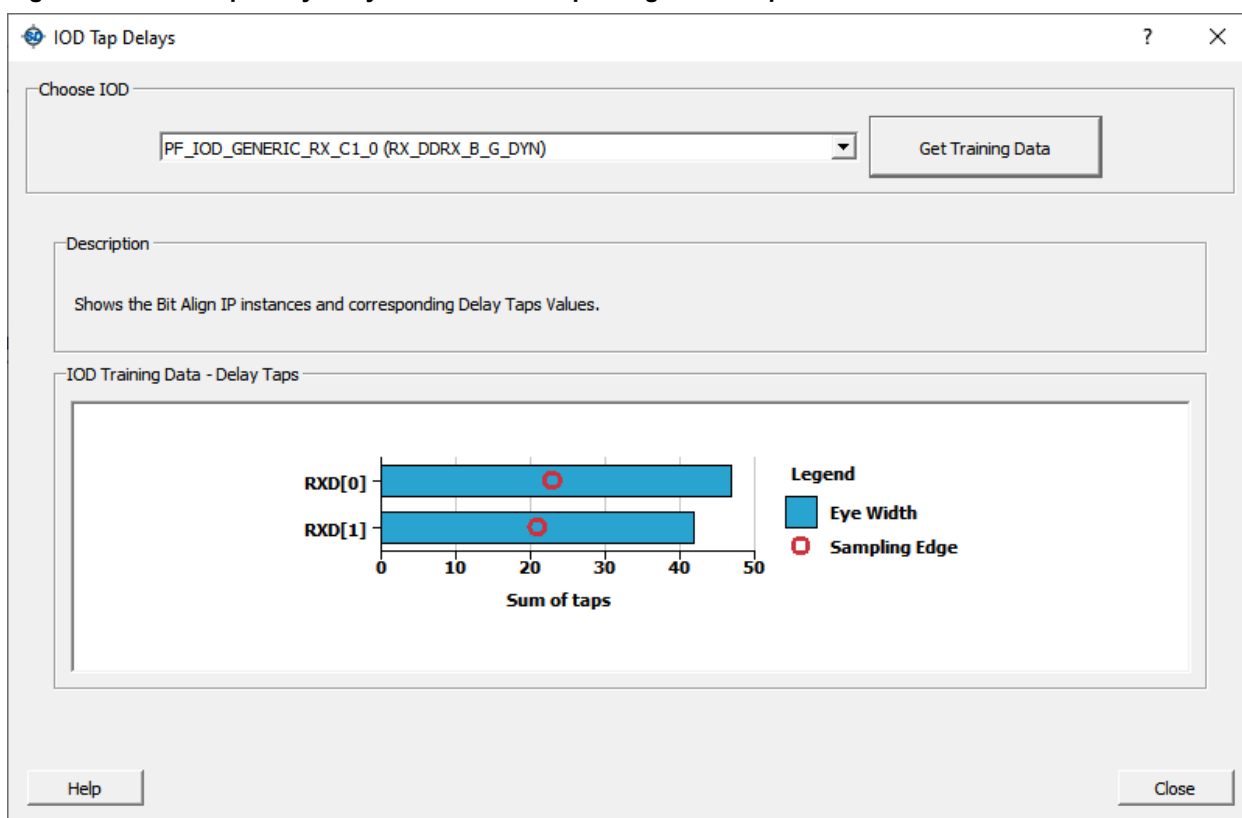 IOD Tap Delays ?
Choose IOD
PF_IOD_GENERIC_RX_C1_0 (RX_DDRX_B_G_DYN) Get Training Data
Description
Shows the Bit Align IP instances and corresponding Delay Taps Values.
IOD Training Data - Delay Taps
RXD[0]
RXD[1]
0 10 20 30 40 50
Sum of taps
Legend
Eye Width
Sampling Edge
Help Close